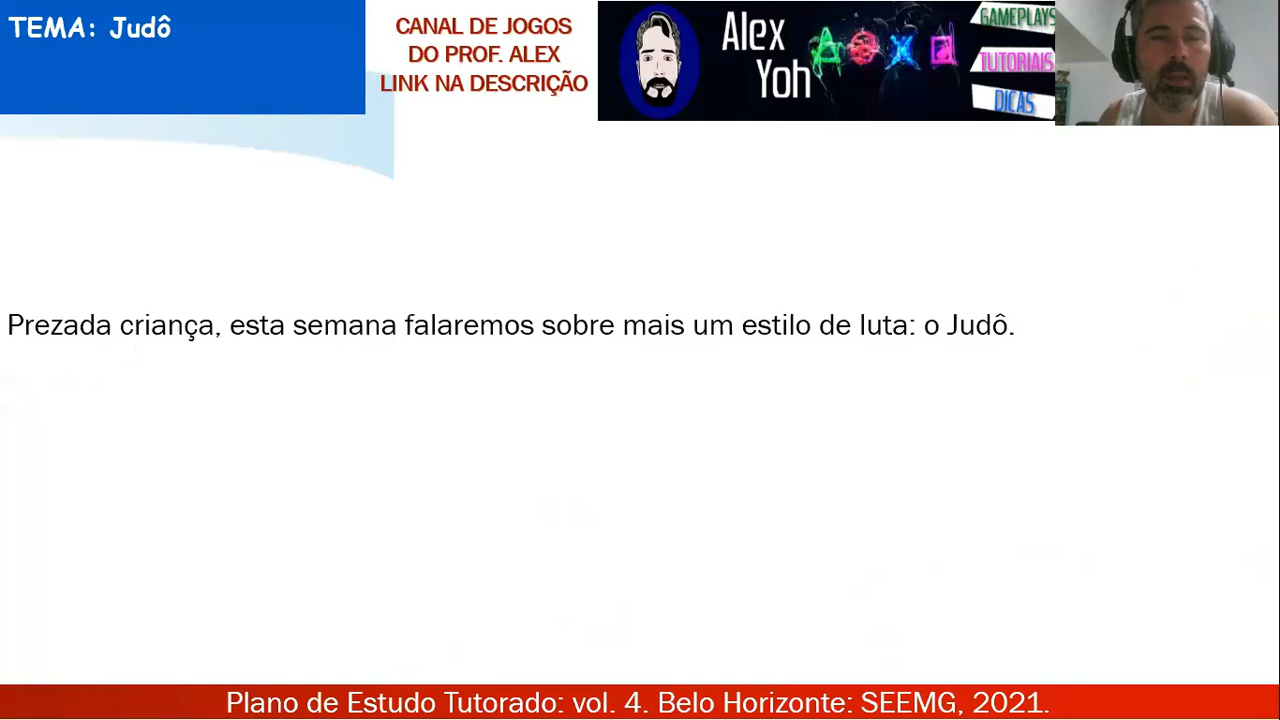 TEMA: Judô
CANAL DE JOGOS
DO PROF. ALEX
LINK NA DESCRIÇÃO
Alex
Yoh
GAMEPLAYS
TUTORIAIS
DICAS
Prezada criança, esta semana falaremos sobre mais um estilo de luta: o Judô.
Plano de Estudo Tutorado: vol. 4. Belo Horizonte: SEEMG, 2021.